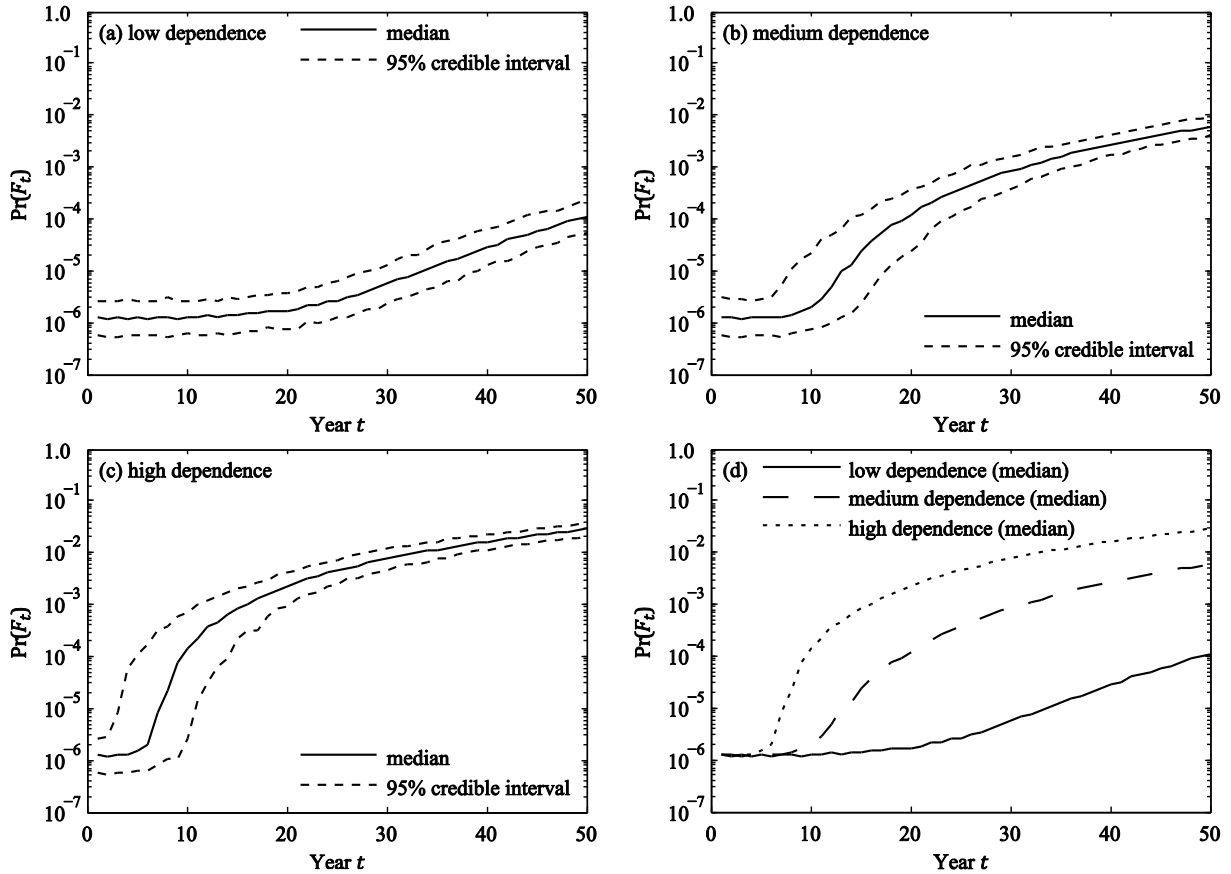 (a) low dependence
median
95% credible interval
1.0
10⁻¹
10⁻²
10⁻³
10⁻⁴
10⁻⁵
10⁻⁶
10⁻⁷
Pr(Fₜ)
0 10 20 30 40 50
Year t
(b) medium dependence
1.0
10⁻¹
10⁻²
10⁻³
10⁻⁴
10⁻⁵
10⁻⁶
10⁻⁷
Pr(Fₜ)
median
95% credible interval
0 10 20 30 40 50
Year t
(c) high dependence
1.0
10⁻¹
10⁻²
10⁻³
10⁻⁴
10⁻⁵
10⁻⁶
10⁻⁷
Pr(Fₜ)
median
95% credible interval
0 10 20 30 40 50
Year t
(d)
low dependence (median)
medium dependence (median)
high dependence (median)
1.0
10⁻¹
10⁻²
10⁻³
10⁻⁴
10⁻⁵
10⁻⁶
10⁻⁷
Pr(Fₜ)
0 10 20 30 40 50
Year t